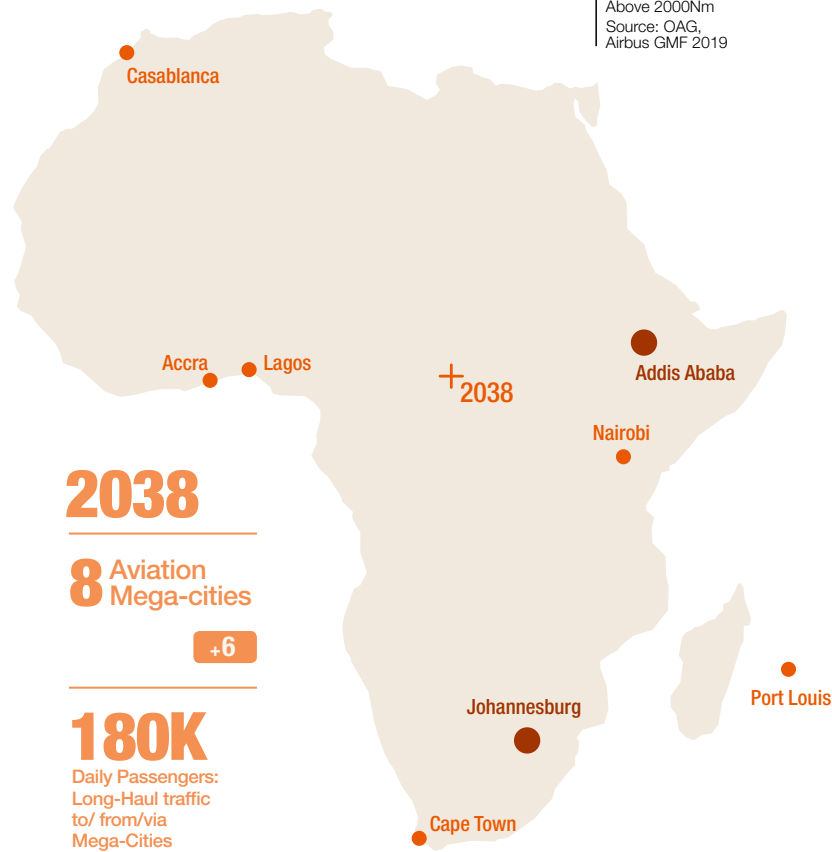 Above 2000Nm
Source: OAG,
Airbus GMF 2019
Casablanca
Accra
Lagos
+2038
Addis Ababa
Nairobi
2038
8 Aviation
Mega-cities
+6
Johannesburg
Port Louis
180K
Daily Passengers:
Long-Haul traffic
to/ from/via
Mega-Cities
Cape Town